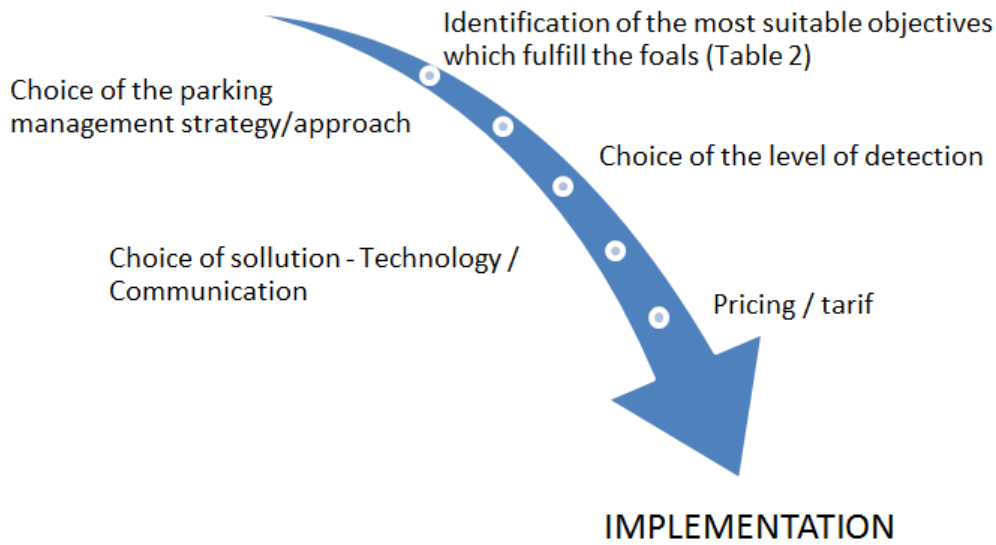 Identification of the most suitable objectives
which fulfill the foals (Table 2)
Choice of the parking
management strategy/approach
Choice of the level of detection
Choice of sollution - Technology /
Communication
Pricing / tarif
IMPLEMENTATION